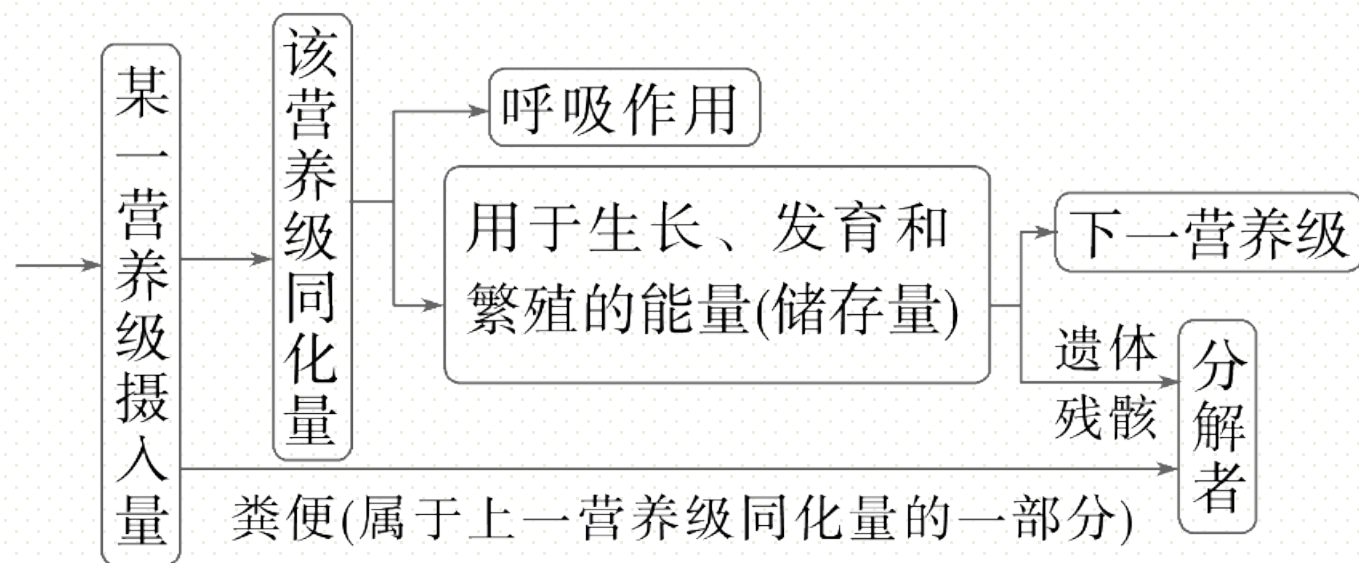 某一营养级摄入量
该营养级同化量
呼吸作用
用于生长、发育和
繁殖的能量(储存量)
下一营养级
遗体
残骸
分解者
粪便(属于上一营养级同化量的一部分)